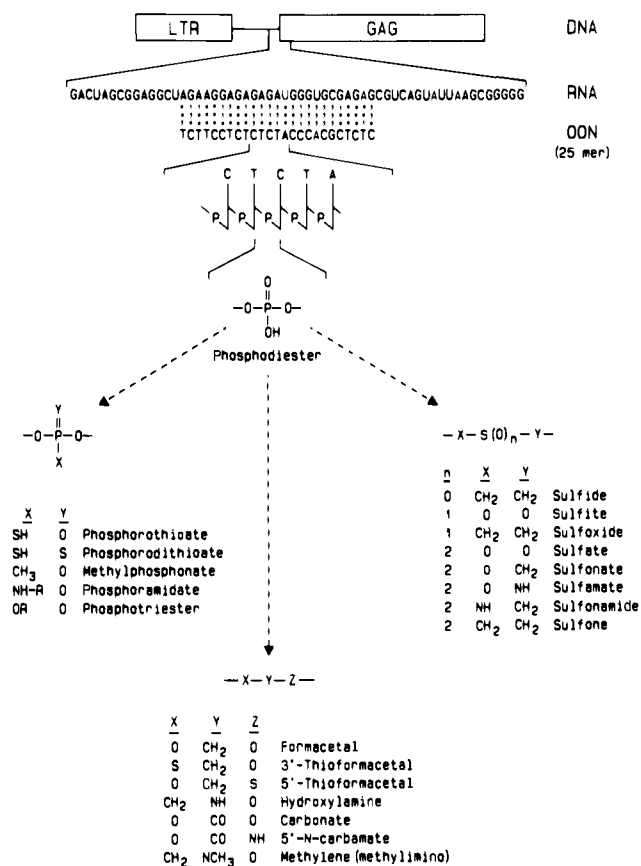 LTR GAG DNA
GACUAGCGGAGGCUAGAAGGAGAGAGAUGGGUGCGAGAGCGUCAGUAUUAAGCGGGGG RNA
TCTTCCTCTCTCTACCCACGCTCTC OON
(25 mer)
C T C T A
P P P P P
O
—O—P—O—
OH
Phosphodiester
Y
—O—P—O—
X
—X—S(O)n—Y—
X Y
SH O Phosphorothioate
SH S Phosphorodithioate
CH3 O Methylphosphonate
NH-R O Phosphoramidate
OR O Phosphotriester
n X Y
0 CH2 CH2 Sulfide
1 O O Sulfite
1 CH2 CH2 Sulfoxide
2 O O Sulfate
2 O CH2 Sulfonate
2 O NH Sulfamate
2 NH CH2 Sulfonamide
2 CH2 CH2 Sulfone
—X—Y—Z—
X Y Z
O CH2 O Formacetal
S CH2 O 3'-Thioformacetal
O CH2 S 5'-Thioformacetal
CH2 NH O Hydroxylamine
O CO O Carbonate
O CO NH 5'-N-carbamate
CH2 NCH3 O Methylene(methylimino)